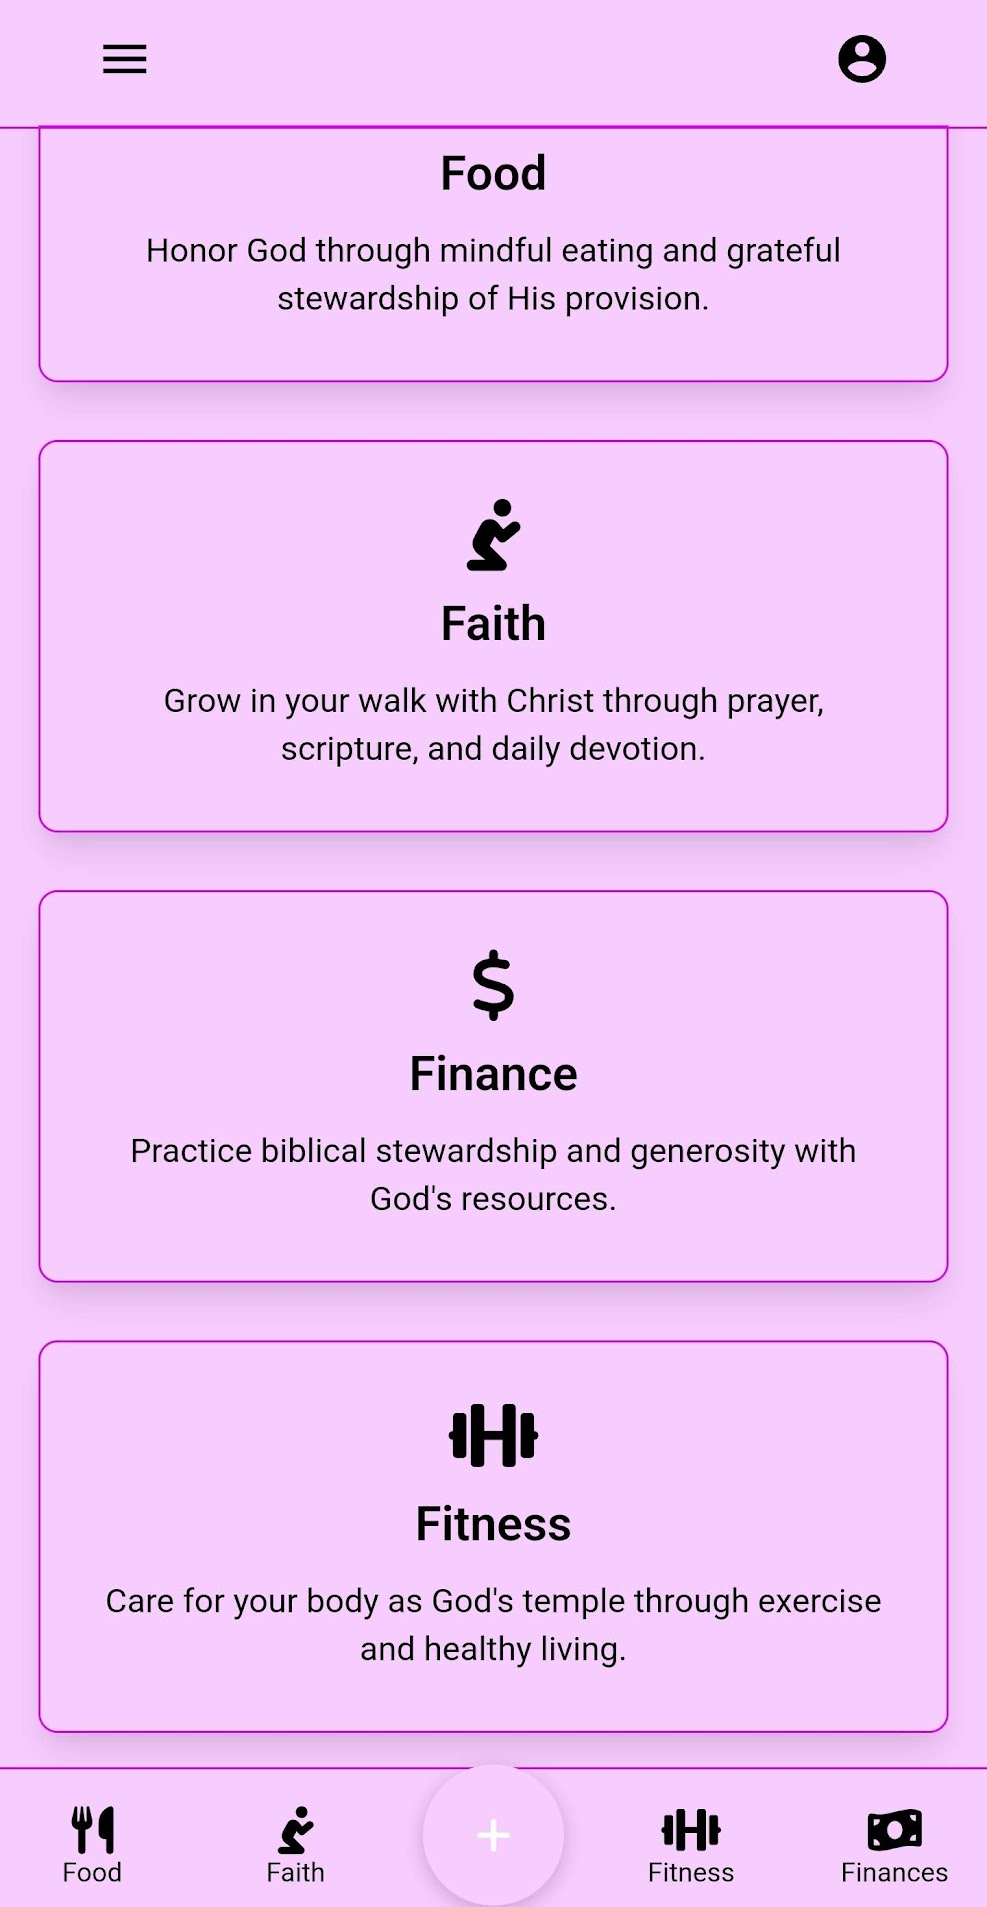 Food
Honor God through mindful eating and grateful
stewardship of His provision.
Faith
Grow in your walk with Christ through prayer,
scripture, and daily devotion.
Finance
Practice biblical stewardship and generosity with
God's resources.
Fitness
Care for your body as God's temple through exercise
and healthy living.
Food
Faith
Fitness
Finances